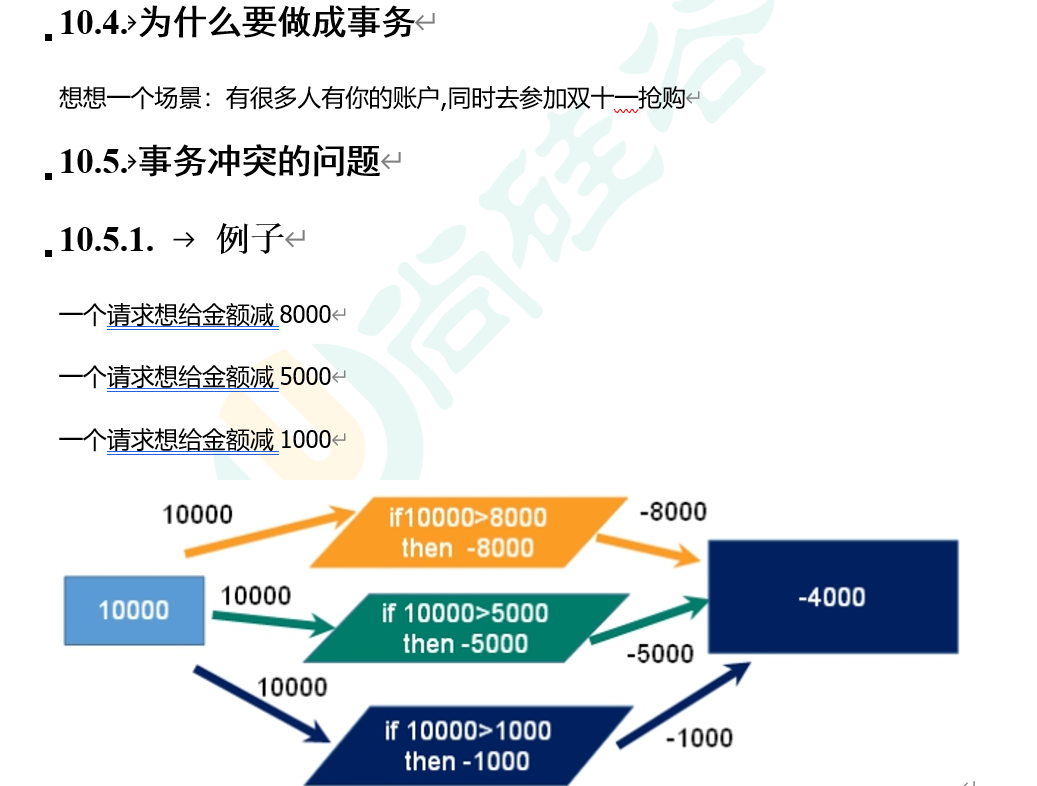 10.4. 为什么要做成事务
想想一个场景：有很多人有你的账户,同时去参加双十一抢购
10.5. 事务冲突的问题
10.5.1. → 例子
一个请求想给金额减 8000
一个请求想给金额减 5000
一个请求想给金额减 1000
10000
if10000>8000
then -8000
-8000
10000
10000
if 10000>5000
then -5000
-5000
-4000
10000
if 10000>1000
then -1000
-1000
尚硅谷